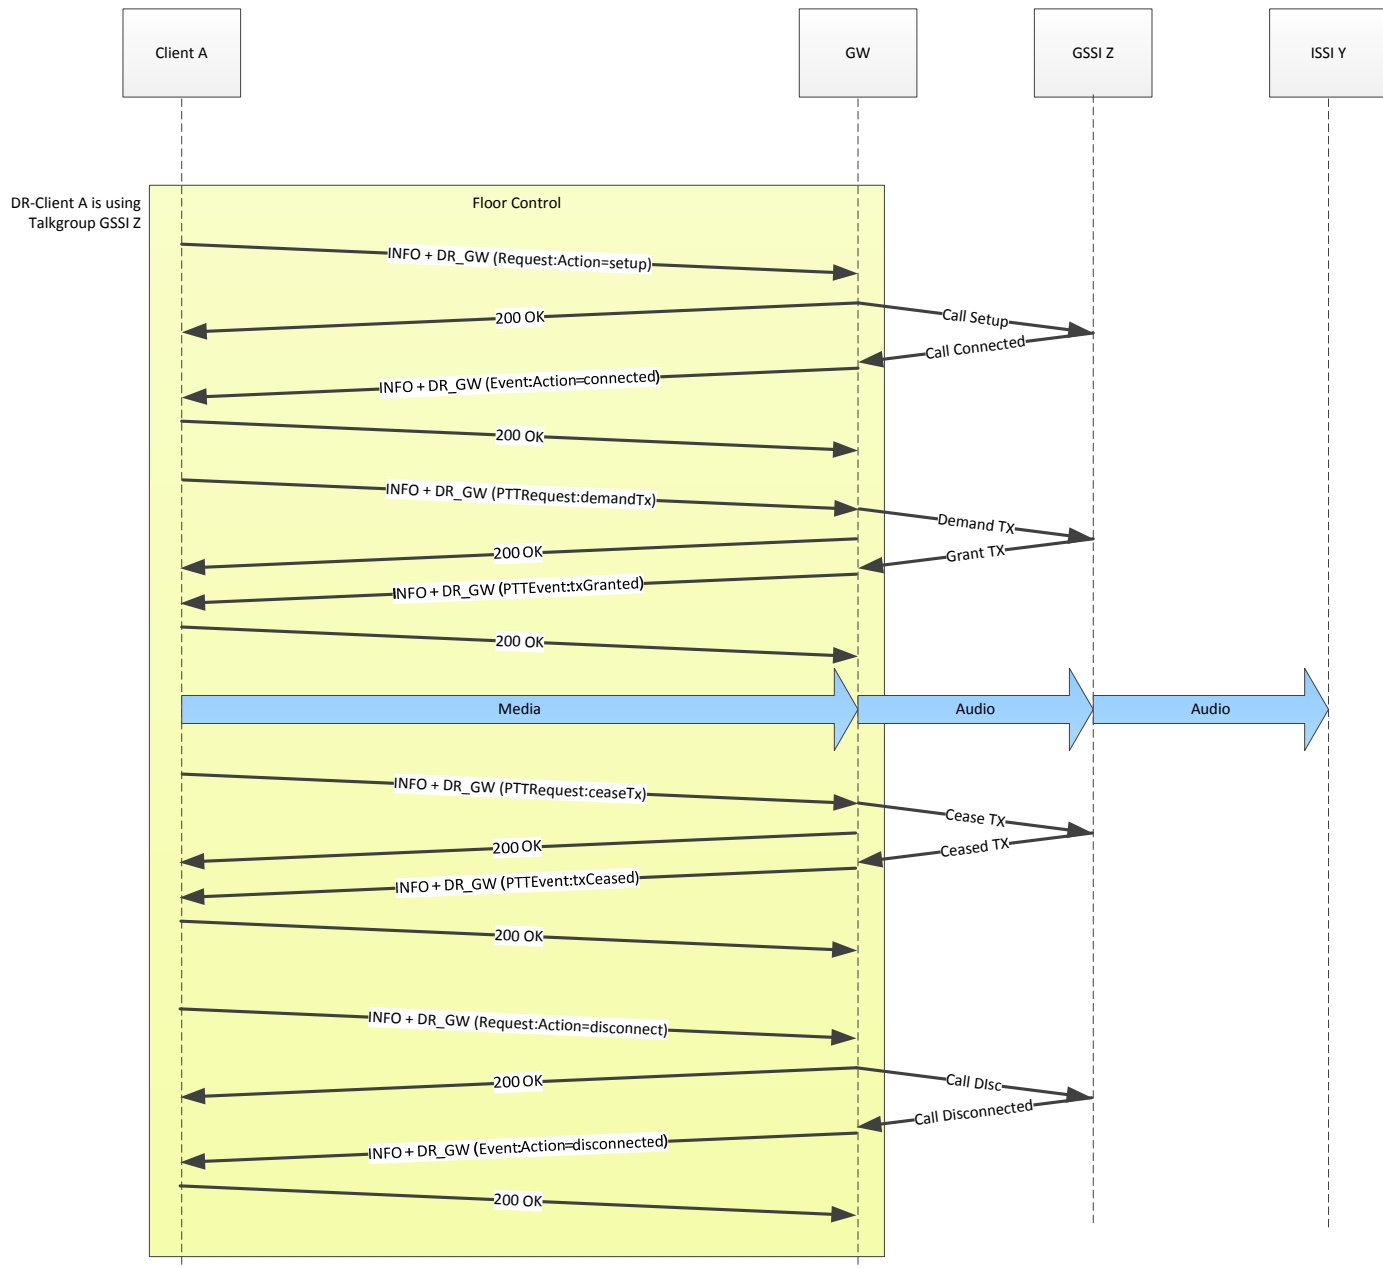 Client A
GW
GSSI Z
ISSI Y
DR-Client A is using
Talkgroup GSSI Z
Floor Control
INFO + DR_GW (Request:Action=setup)
200 OK
Call Setup
Call Connected
INFO + DR_GW (Event:Action=connected)
200 OK
INFO + DR_GW (PTTRequest:demandTx)
Demand TX
200 OK
Grant TX
INFO + DR_GW (PTTEvent:txGranted)
200 OK
Media
Audio
Audio
INFO + DR_GW (PTTRequest:ceaseTx)
Cease TX
200 OK
Ceased TX
INFO + DR_GW (PTTEvent:txCeased)
200 OK
INFO + DR_GW (Request:Action=disconnect)
200 OK
Call DIsc
Call Disconnected
INFO + DR_GW (Event:Action=disconnected)
200 OK